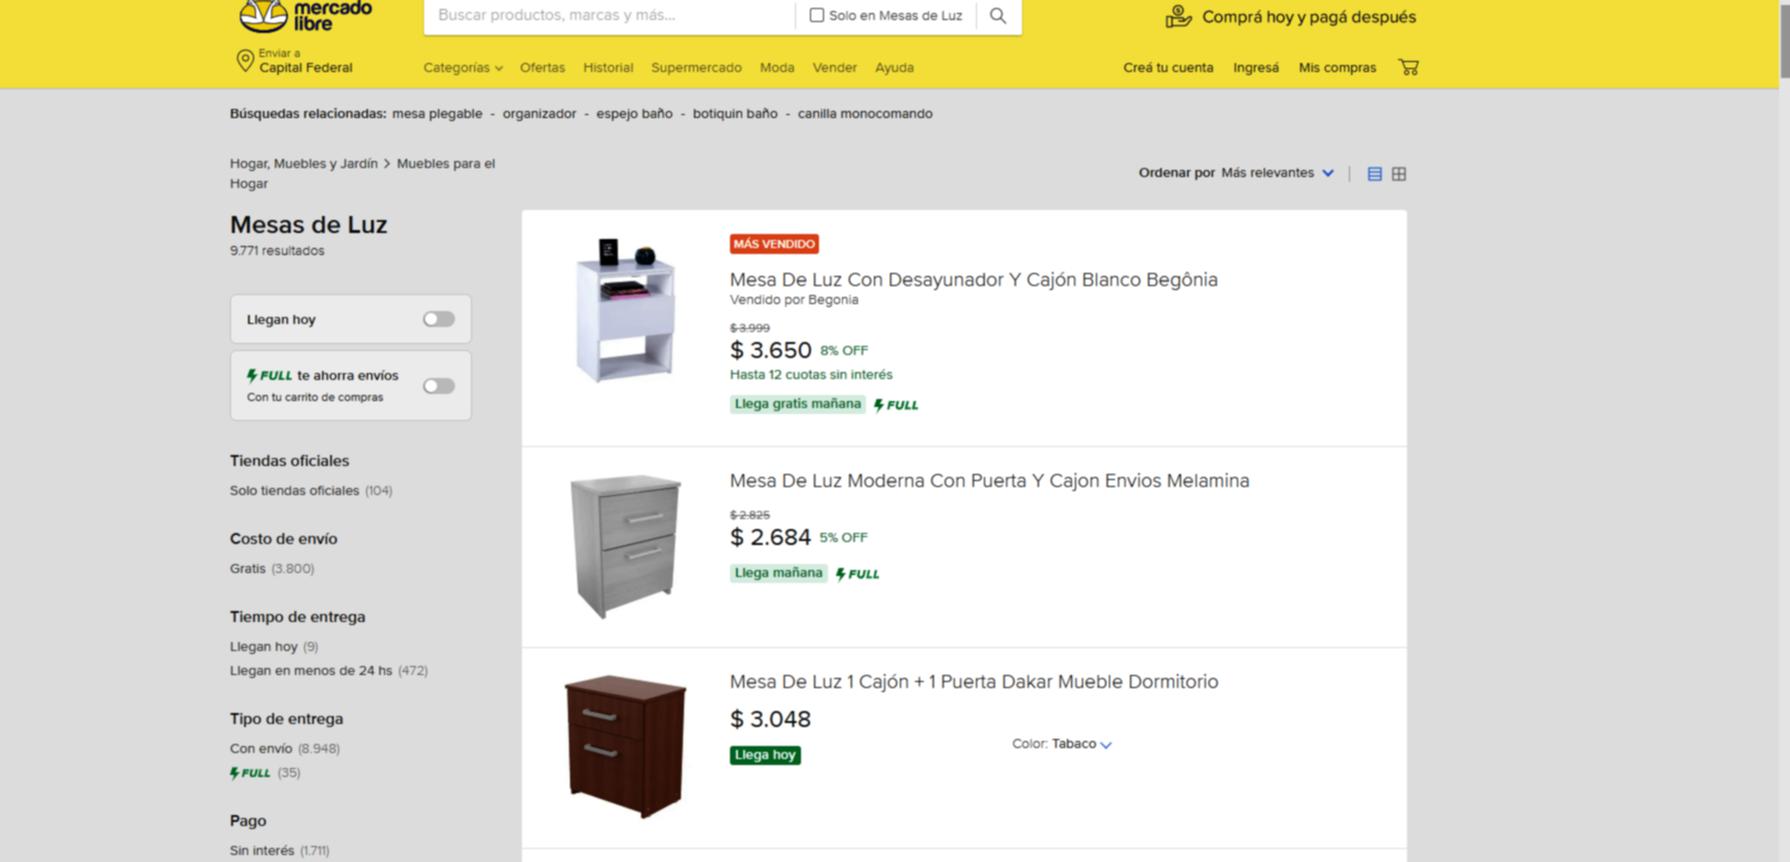 mercado
libre
Buscar productos, marcas y más...
Solo en Mesas de Luz
Comprá hoy y pagá después
Enviar a
Capital Federal
Categorías
Ofertas
Historial
Supermercado
Moda
Vender
Ayuda
Creá tu cuenta
Ingresá
Mis compras
Búsquedas relacionadas: mesa plegable - organizador - espejo baño - botiquin baño - canilla monocomando
Hogar, Muebles y Jardín > Muebles para el
Hogar
Ordenar por Más relevantes
Mesas de Luz
9.771 resultados
Llegan hoy
FULL te ahorra envíos
Con tu carrito de compras
Tiendas oficiales
Solo tiendas oficiales (104)
Costo de envío
Gratis (3.800)
Tiempo de entrega
Llegan hoy (9)
Llegan en menos de 24 hs (472)
Tipo de entrega
Con envío (8.948)
FULL (35)
Pago
Sin interés (1.711)
MÁS VENDIDO
Mesa De Luz Con Desayunador Y Cajón Blanco Begônia
Vendido por Begonia
$ 3.999
$ 3.650 8% OFF
Hasta 12 cuotas sin interés
Llega gratis mañana FULL
Mesa De Luz Moderna Con Puerta Y Cajon Envios Melamina
$ 2.825
$ 2.684 5% OFF
Llega mañana FULL
Mesa De Luz 1 Cajón + 1 Puerta Dakar Mueble Dormitorio
$ 3.048
Color: Tabaco
Llega hoy